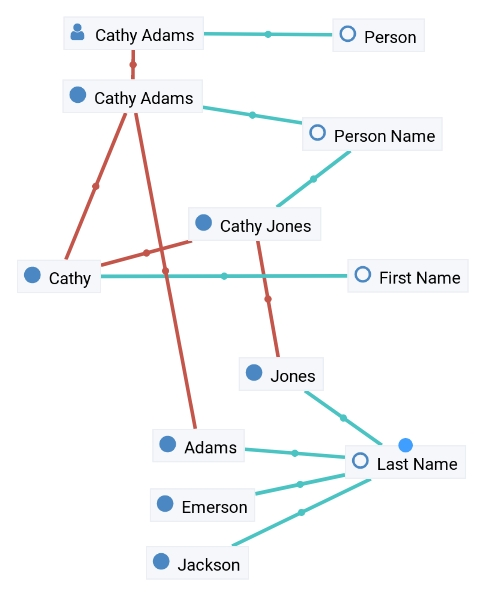 Cathy Adams
Person
Cathy Adams
Person Name
Cathy Jones
Cathy
First Name
Jones
Adams
Last Name
Emerson
Jackson